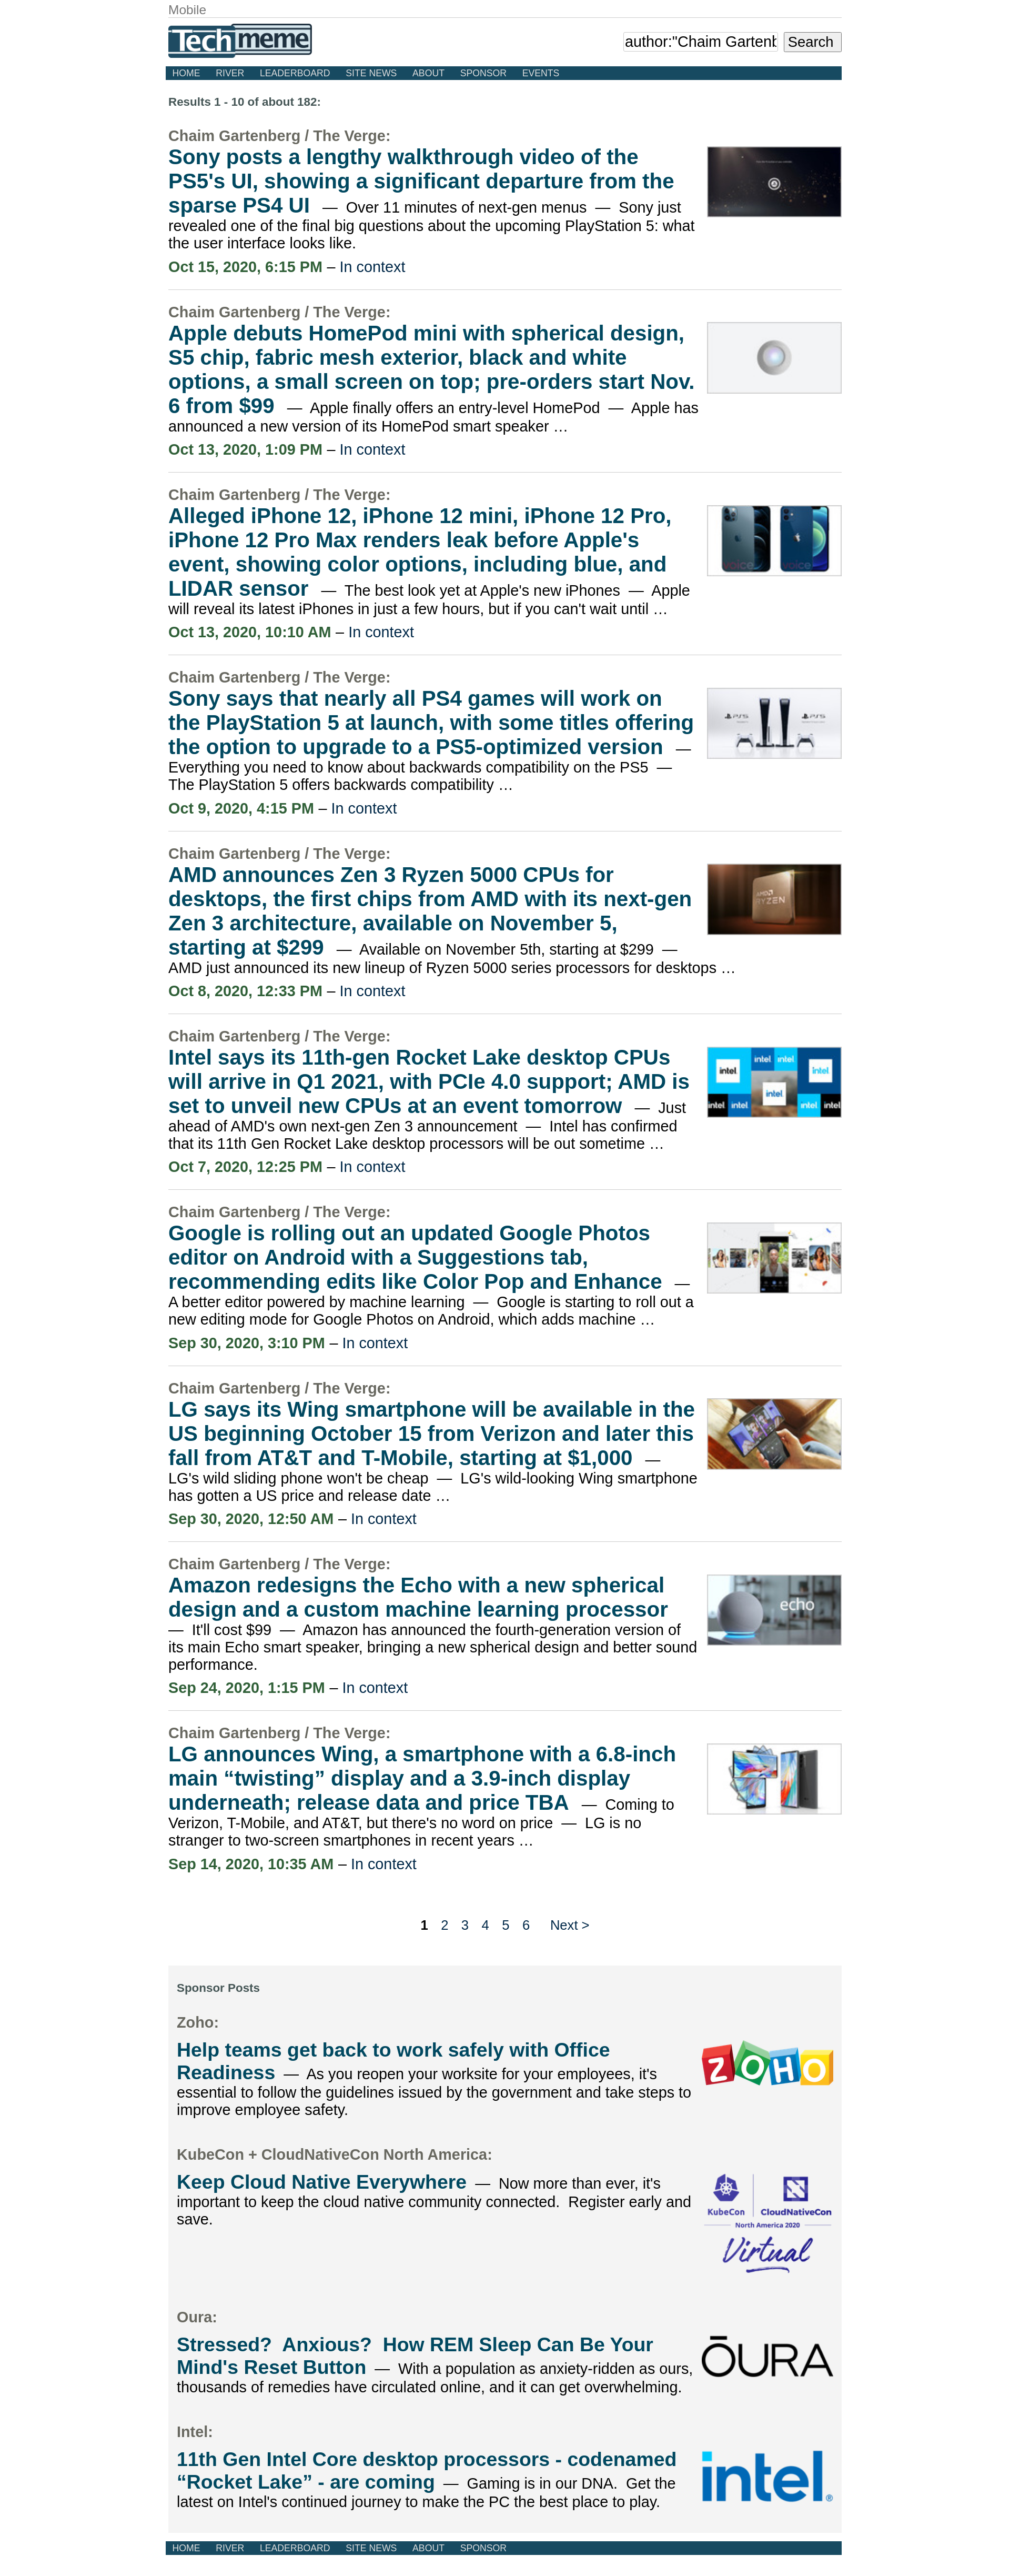 Mobile
Techmeme
author:"Chaim Gartenb
Search
HOME RIVER LEADERBOARD SITE NEWS ABOUT SPONSOR EVENTS
Results 1 - 10 of about 182:
Chaim Gartenberg / The Verge:
Sony posts a lengthy walkthrough video of the
PS5's UI, showing a significant departure from the
sparse PS4 UI — Over 11 minutes of next-gen menus — Sony just
revealed one of the final big questions about the upcoming PlayStation 5: what
the user interface looks like.
Oct 15, 2020, 6:15 PM – In context
Chaim Gartenberg / The Verge:
Apple debuts HomePod mini with spherical design,
S5 chip, fabric mesh exterior, black and white
options, a small screen on top; pre-orders start Nov.
6 from $99 — Apple finally offers an entry-level HomePod — Apple has
announced a new version of its HomePod smart speaker …
Oct 13, 2020, 1:09 PM – In context
Chaim Gartenberg / The Verge:
Alleged iPhone 12, iPhone 12 mini, iPhone 12 Pro,
iPhone 12 Pro Max renders leak before Apple's
event, showing color options, including blue, and
LIDAR sensor — The best look yet at Apple's new iPhones — Apple
will reveal its latest iPhones in just a few hours, but if you can't wait until …
Oct 13, 2020, 10:10 AM – In context
Chaim Gartenberg / The Verge:
Sony says that nearly all PS4 games will work on
the PlayStation 5 at launch, with some titles offering
the option to upgrade to a PS5-optimized version —
Everything you need to know about backwards compatibility on the PS5 —
The PlayStation 5 offers backwards compatibility …
Oct 9, 2020, 4:15 PM – In context
PS5 PS5
Chaim Gartenberg / The Verge:
AMD announces Zen 3 Ryzen 5000 CPUs for
desktops, the first chips from AMD with its next-gen
Zen 3 architecture, available on November 5,
starting at $299 — Available on November 5th, starting at $299 —
AMD just announced its new lineup of Ryzen 5000 series processors for desktops …
Oct 8, 2020, 12:33 PM – In context
AMD
RYZEN
Chaim Gartenberg / The Verge:
Intel says its 11th-gen Rocket Lake desktop CPUs
will arrive in Q1 2021, with PCIe 4.0 support; AMD is
set to unveil new CPUs at an event tomorrow — Just
ahead of AMD's own next-gen Zen 3 announcement — Intel has confirmed
that its 11th Gen Rocket Lake desktop processors will be out sometime …
Oct 7, 2020, 12:25 PM – In context
intel intel
intel intel
intel
intel intel intel intel
Chaim Gartenberg / The Verge:
Google is rolling out an updated Google Photos
editor on Android with a Suggestions tab,
recommending edits like Color Pop and Enhance —
A better editor powered by machine learning — Google is starting to roll out a
new editing mode for Google Photos on Android, which adds machine …
Sep 30, 2020, 3:10 PM – In context
Chaim Gartenberg / The Verge:
LG says its Wing smartphone will be available in the
US beginning October 15 from Verizon and later this
fall from AT&T and T-Mobile, starting at $1,000 —
LG's wild sliding phone won't be cheap — LG's wild-looking Wing smartphone
has gotten a US price and release date …
Sep 30, 2020, 12:50 AM – In context
Chaim Gartenberg / The Verge:
Amazon redesigns the Echo with a new spherical
design and a custom machine learning processor
— It'll cost $99 — Amazon has announced the fourth-generation version of
its main Echo smart speaker, bringing a new spherical design and better sound
performance.
Sep 24, 2020, 1:15 PM – In context
echo
Chaim Gartenberg / The Verge:
LG announces Wing, a smartphone with a 6.8-inch
main “twisting” display and a 3.9-inch display
underneath; release data and price TBA — Coming to
Verizon, T-Mobile, and AT&T, but there's no word on price — LG is no
stranger to two-screen smartphones in recent years …
Sep 14, 2020, 10:35 AM – In context
1 2 3 4 5 6 Next >
Sponsor Posts
Zoho:
Help teams get back to work safely with Office
Readiness — As you reopen your worksite for your employees, it's
essential to follow the guidelines issued by the government and take steps to
improve employee safety.
ZOHO
KubeCon + CloudNativeCon North America:
Keep Cloud Native Everywhere — Now more than ever, it's
important to keep the cloud native community connected. Register early and
save.
KubeCon CloudNativeCon
North America 2020
Virtual
Oura:
Stressed? Anxious? How REM Sleep Can Be Your
Mind's Reset Button — With a population as anxiety-ridden as ours,
thousands of remedies have circulated online, and it can get overwhelming.
ŌURA
Intel:
11th Gen Intel Core desktop processors - codenamed
“Rocket Lake” - are coming — Gaming is in our DNA. Get the
latest on Intel's continued journey to make the PC the best place to play.
intel®
HOME RIVER LEADERBOARD SITE NEWS ABOUT SPONSOR